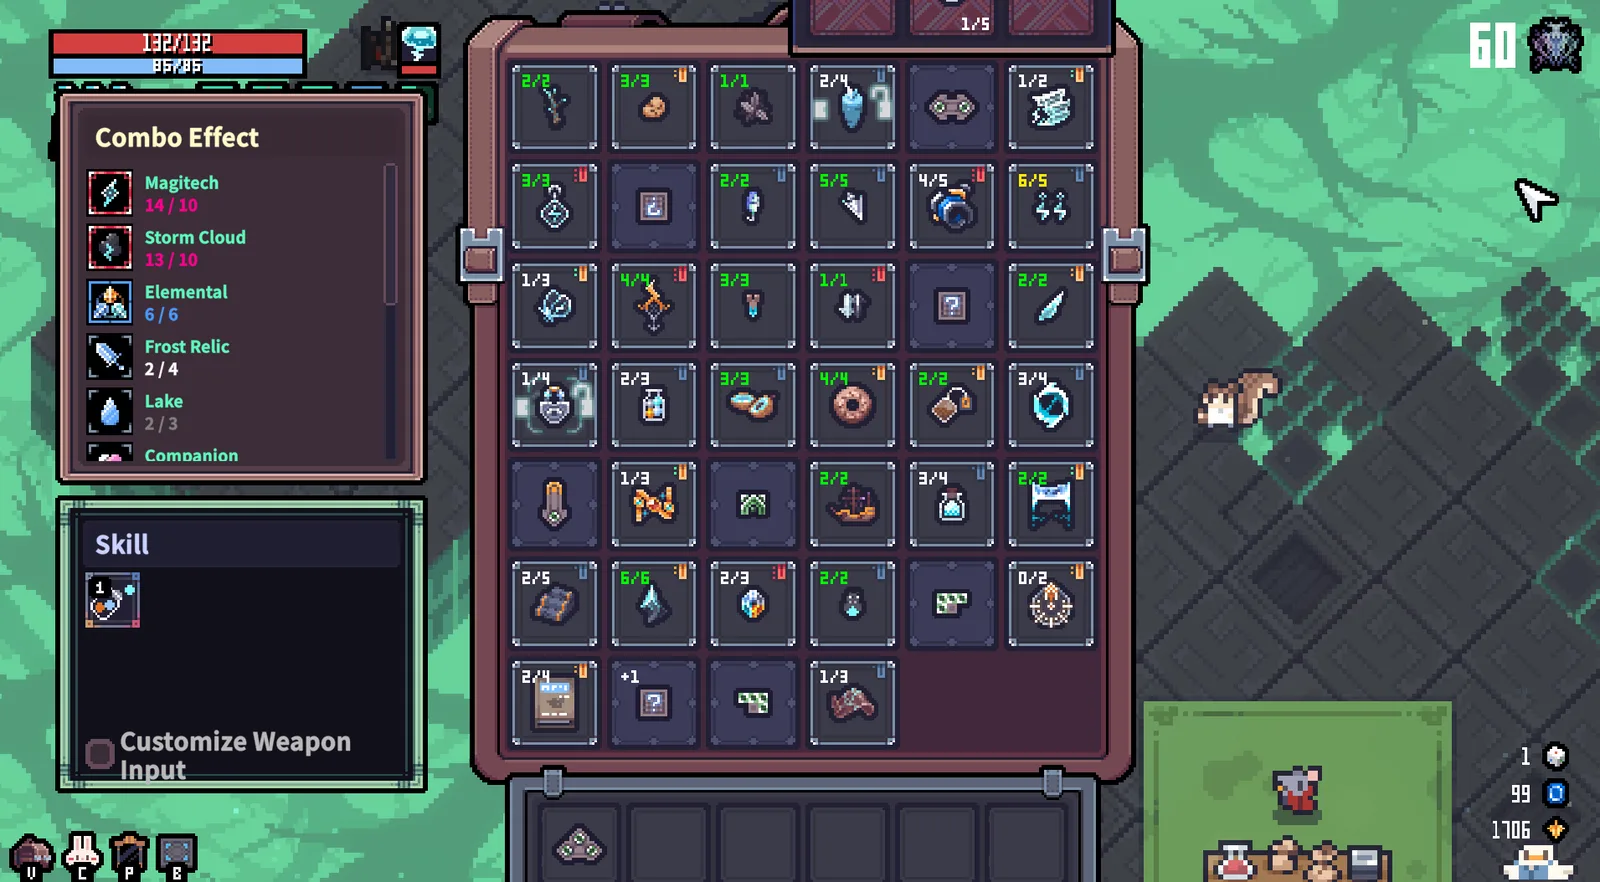 1/5
60
132/132
86/86
Combo Effect
Magitech
14 / 10
Storm Cloud
13 / 10
Elemental
6 / 6
Frost Relic
2 / 4
Lake
2 / 3
Companion
2/2 3/3 1/1 2/4 1/2
3/3 2/2 5/5 4/5 6/5
1/3 4/4 3/3 1/1 ? 2/2
1/4 2/3 3/3 4/4 2/2 3/4
1/3 2/2 3/4 2/2
2/5 6/6 2/3 2/2 0/2
2/4 +1 ? 1/3
Skill
1
Customize Weapon
Input
1
99
1706
V C P B